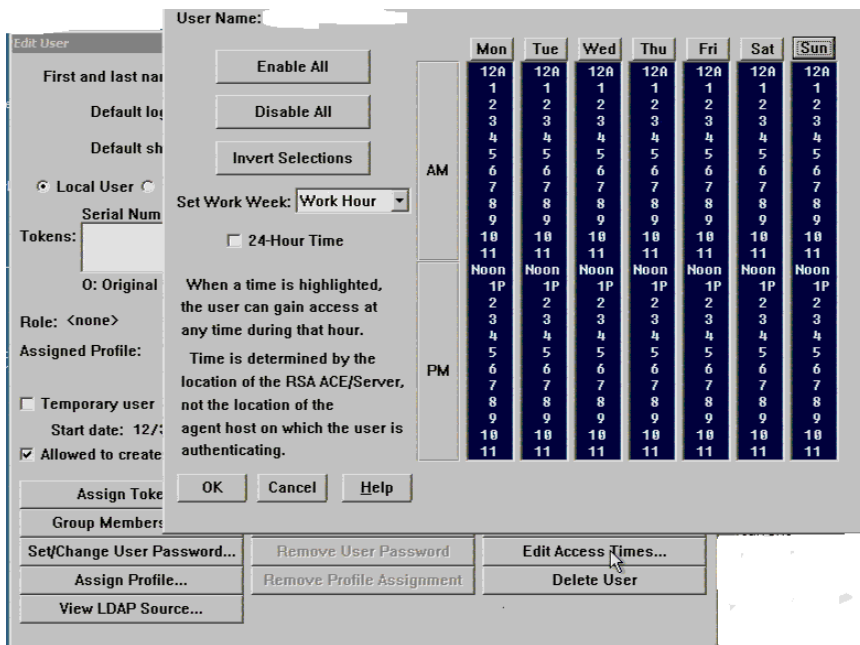 User Name:
Edit User
First and last nar
Default log
Default sh
Local User
Serial Num
Tokens:
0: Original
Role: <none>
Assigned Profile:
Temporary user
Start date: 12/3
Allowed to create
Assign Toke
Group Members
Set/Change User Password...
Remove User Password
Edit Access Times...
Assign Profile...
Remove Profile Assignment
Delete User
View LDAP Source...
Enable All
Disable All
Invert Selections
Set Work Week: Work Hour
24-Hour Time
When a time is highlighted,
the user can gain access at
any time during that hour.
Time is determined by the
location of the RSA ACE/Server,
not the location of the
agent host on which the user is
authenticating.
OK Cancel Help
AM
PM
Mon Tue Wed Thu Fri Sat Sun
12A 12A 12A 12A 12A 12A 12A
1 1 1 1 1 1 1
2 2 2 2 2 2 2
3 3 3 3 3 3 3
4 4 4 4 4 4 4
5 5 5 5 5 5 5
6 6 6 6 6 6 6
7 7 7 7 7 7 7
8 8 8 8 8 8 8
9 9 9 9 9 9 9
10 10 10 10 10 10 10
11 11 11 11 11 11 11
Noon Noon Noon Noon Noon Noon Noon
1P 1P 1P 1P 1P 1P 1P
2 2 2 2 2 2 2
3 3 3 3 3 3 3
4 4 4 4 4 4 4
5 5 5 5 5 5 5
6 6 6 6 6 6 6
7 7 7 7 7 7 7
8 8 8 8 8 8 8
9 9 9 9 9 9 9
10 10 10 10 10 10 10
11 11 11 11 11 11 11